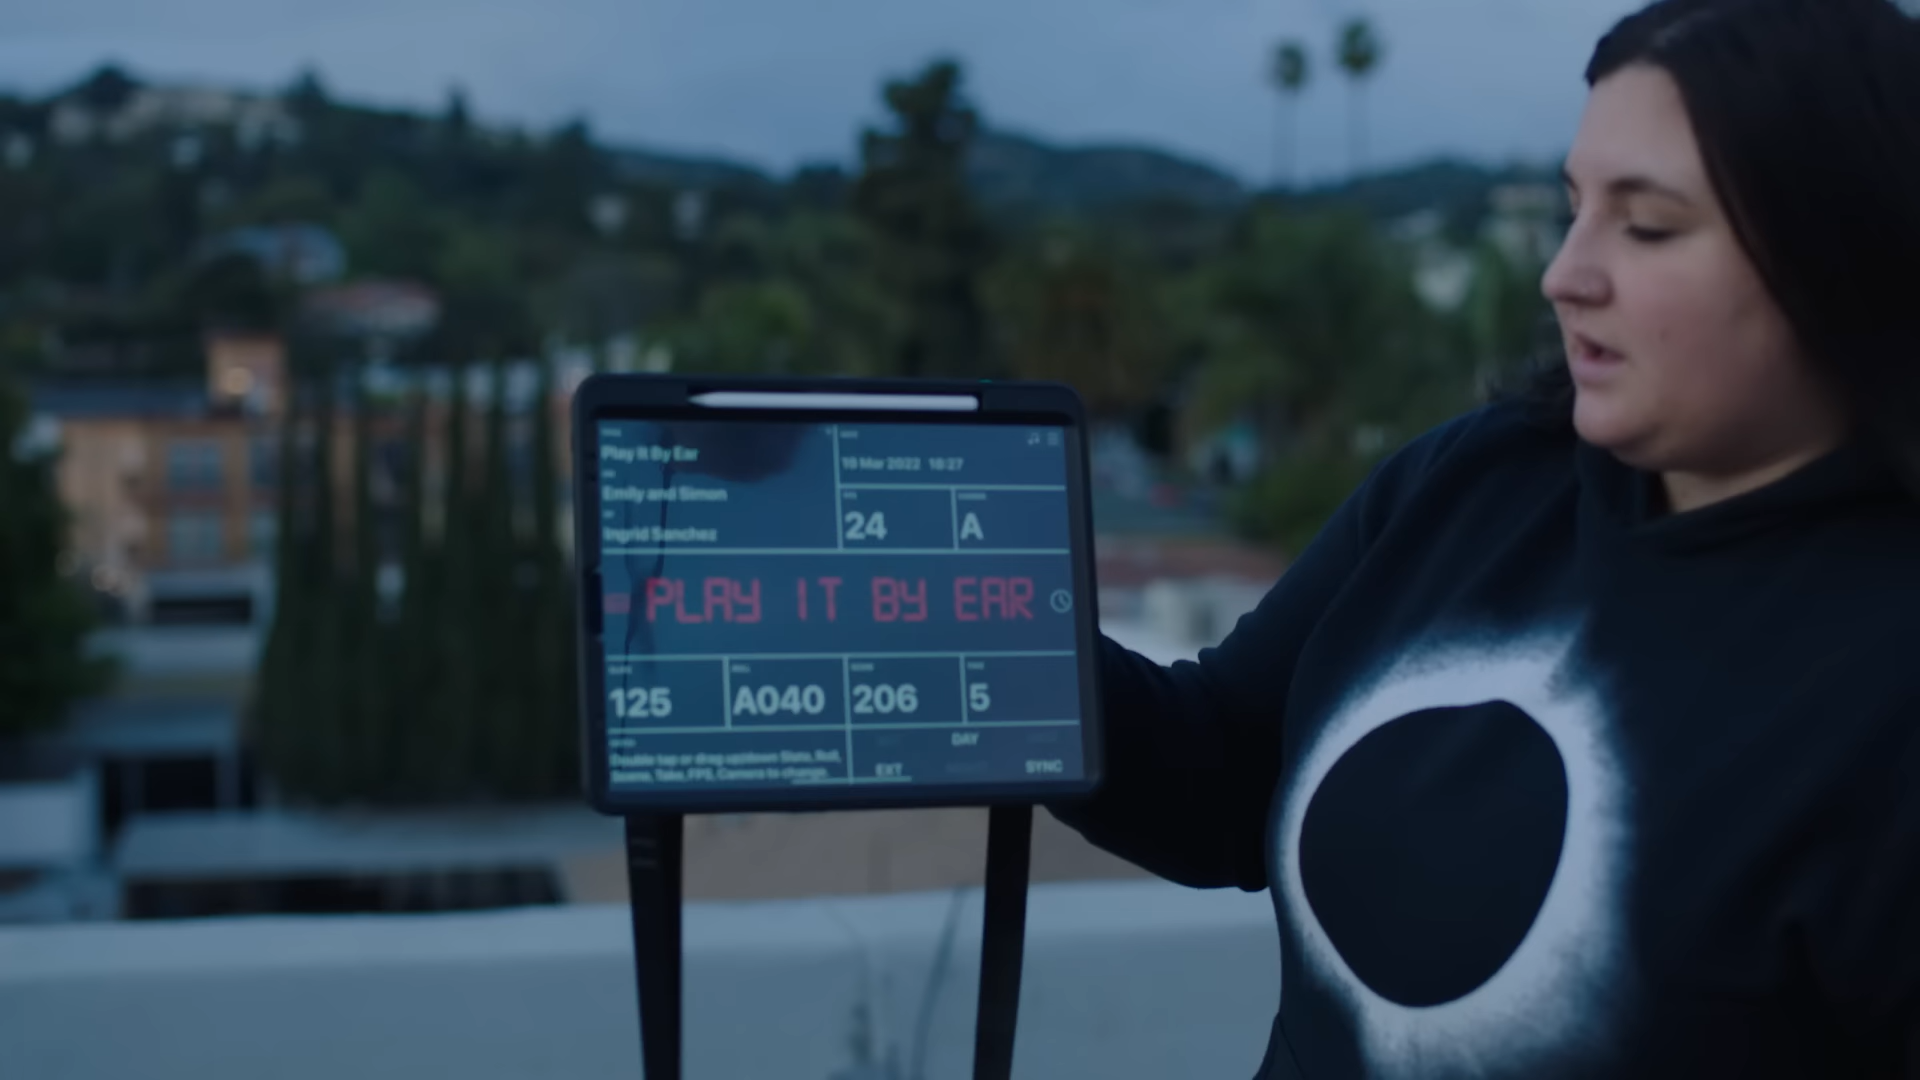 Play It By Ear
Emily and Simon
Ingrid Sanchez
18:27
Mar 2022
24
A
PLAY IT BY EAR
125
A040
206
5
Double tap or drag up/down Slate, Roll,
Scene, Take, FPS, Camera to change.
DAY
EXT
SYNC